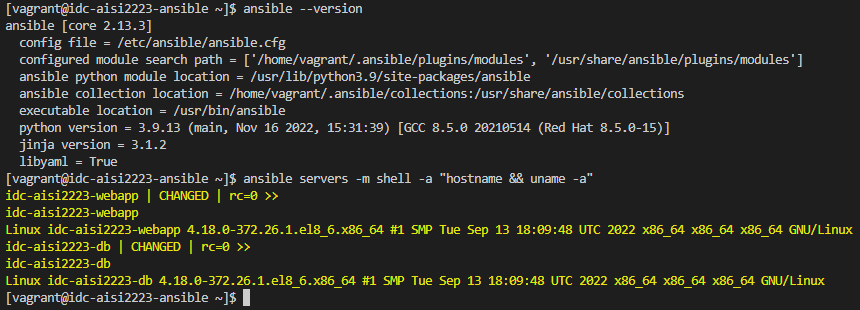 [vagrant@idc-aisi2223-ansible ~]$ ansible --version
ansible [core 2.13.3]
  config file = /etc/ansible/ansible.cfg
  configured module search path = ['/home/vagrant/.ansible/plugins/modules', '/usr/share/ansible/plugins/modules']
  ansible python module location = /usr/lib/python3.9/site-packages/ansible
  ansible collection location = /home/vagrant/.ansible/collections:/usr/share/ansible/collections
  executable location = /usr/bin/ansible
  python version = 3.9.13 (main, Nov 16 2022, 15:31:39) [GCC 8.5.0 20210514 (Red Hat 8.5.0-15)]
  jinja version = 3.1.2
  libyaml = True
[vagrant@idc-aisi2223-ansible ~]$ ansible servers -m shell -a "hostname && uname -a"
idc-aisi2223-webapp | CHANGED | rc=0 >>
idc-aisi2223-webapp
Linux idc-aisi2223-webapp 4.18.0-372.26.1.el8_6.x86_64 #1 SMP Tue Sep 13 18:09:48 UTC 2022 x86_64 x86_64 x86_64 GNU/Linux
idc-aisi2223-db | CHANGED | rc=0 >>
idc-aisi2223-db
Linux idc-aisi2223-db 4.18.0-372.26.1.el8_6.x86_64 #1 SMP Tue Sep 13 18:09:48 UTC 2022 x86_64 x86_64 x86_64 GNU/Linux
[vagrant@idc-aisi2223-ansible ~]$